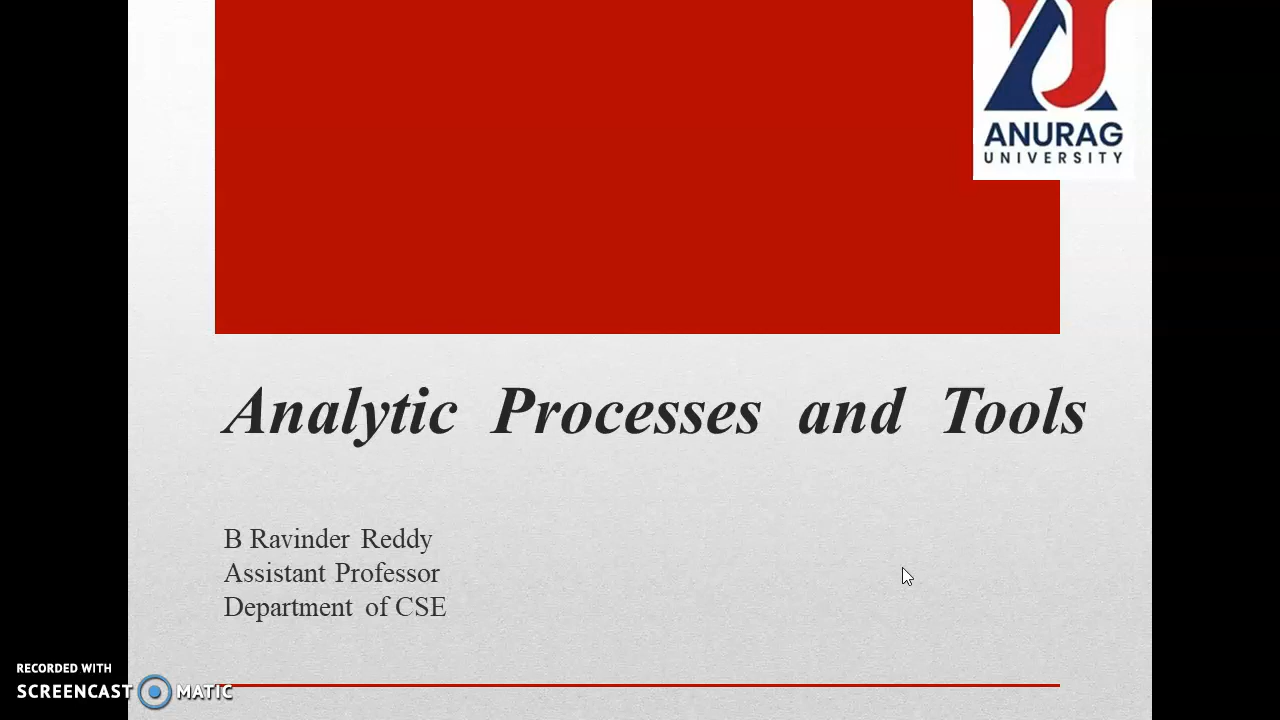 ANURAG
UNIVERSITY
Analytic Processes and Tools
B Ravinder Reddy
Assistant Professor
Department of CSE
RECORDED WITH
SCREENCAST MATIC